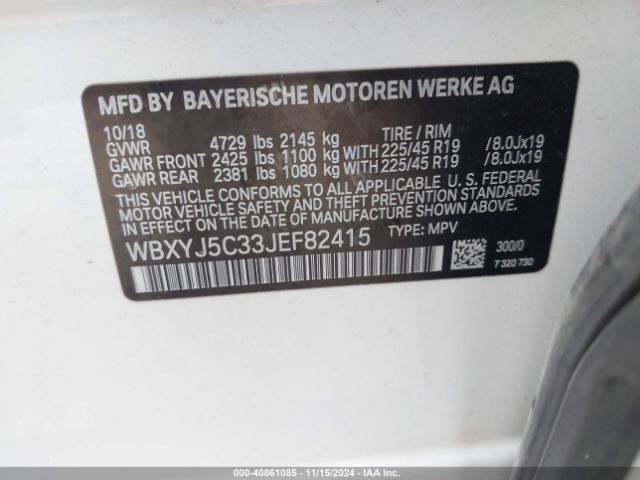 MFD BY BAYERISCHE MOTOREN WERKE AG
10/18 TIRE / RIM
GVWR 4729 lbs 2145 kg
GAWR FRONT 2425 lbs 1100 kg WITH 225/45 R19 /8.0Jx19
GAWR REAR 2381 lbs 1080 kg WITH 225/45 R19 /8.0Jx19
THIS VEHICLE CONFORMS TO ALL APPLICABLE U. S. FEDERAL
MOTOR VEHICLE SAFETY AND THEFT PREVENTION
STANDARDS IN EFFECT ON THE DATE OF MANUFACTURE
SHOWN ABOVE.
WBXYJ5C33JEF82415 TYPE: MPV
300/0
7 320 730
000-40861085 - 11/15/2024 - IAA Inc.